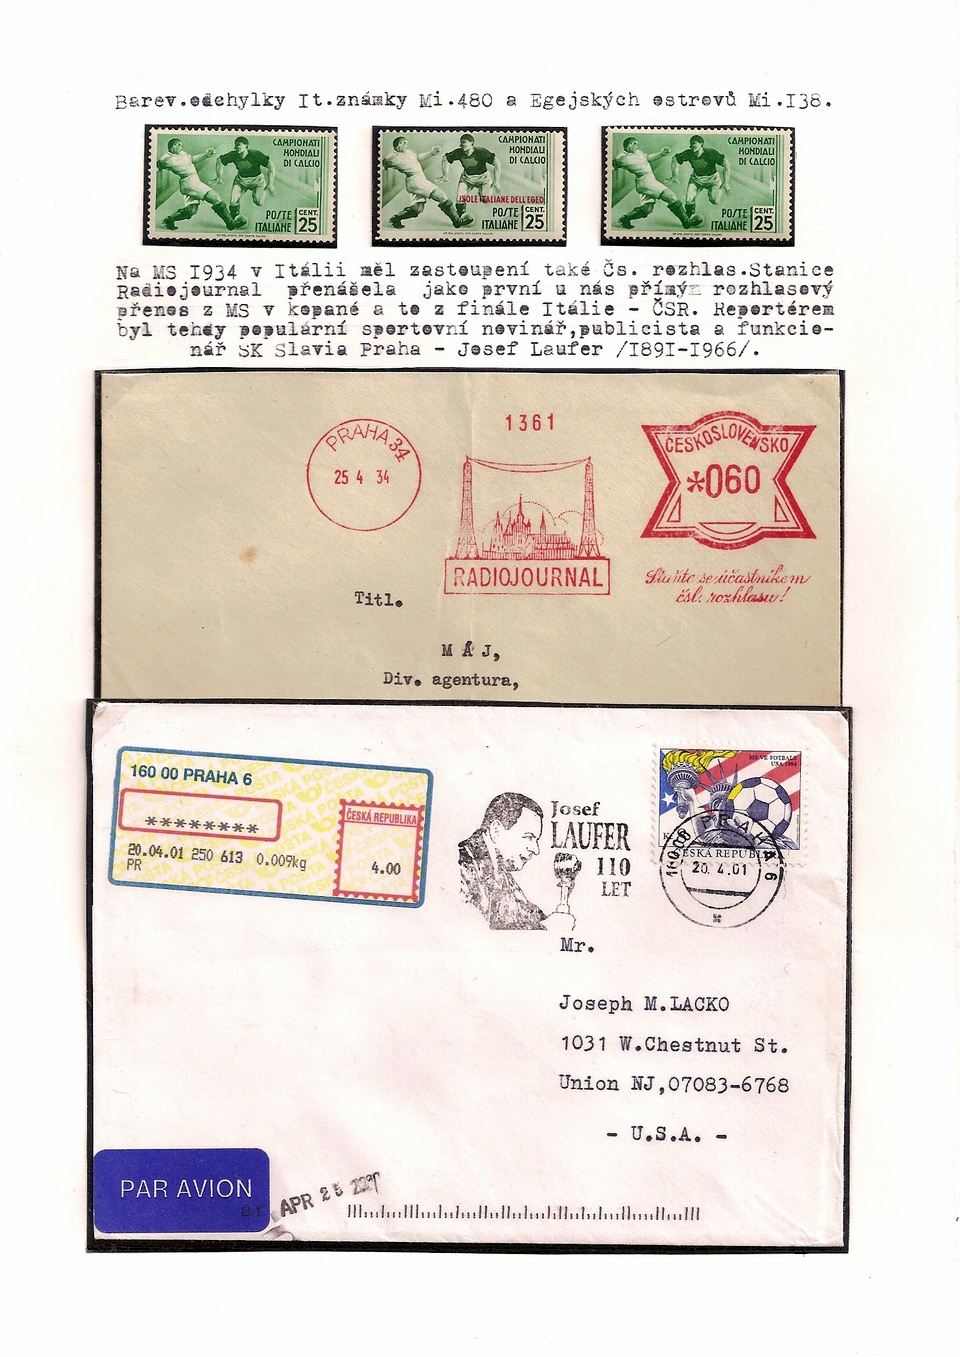 Barev.odchylky It.známky Mi.480 a Egejských ostrovů Mi.I38.
CAMPIONATI
MONDIALI
DI CALCIO
POSTE
ITALIANE
CENT.
25
CAMPIONATI
MONDIALI
DI CALCIO
ISOLE ITALIANE DELL'EGEO
POSTE
ITALIANE
CENT.
25
CAMPIONATI
MONDIALI
DI CALCIO
POSTE
ITALIANE
CENT.
25
Na MS I934 v Itálii měl zastoupení také Čs. rozhlas.Stanice
Radiojournal přenášela jako první u nás přímým rozhlasový
přenos z MS v kopané a to z finále Itálie - ČSR. Reportérem
byl tehdy populární sportovní novinář,publicista a funkcio-
nář SK Slavia Praha - Josef Laufer /I89I-I966/.
PRAHA 34
25 4 34
1361
RADIOJOURNAL
ČESKOSLOVENSKO
*060
Staňte se účastníkem
čsl. rozhlasu!
Titl.
M Á J,
Div. agentura,
160 00 PRAHA 6
********
20.04.01 250 613 0.009kg
PR
ČESKÁ REPUBLIKA
4.00
Josef
LAUFER
110
LET
MS VE FOTBALE
USA 1994
ČESKÁ REPUBLIKA
PRAHA 6
20.4.01
Mr.
Joseph M.LACKO
1031 W.Chestnut St.
Union NJ,07083-6768
- U.S.A. -
PAR AVION
APR 25